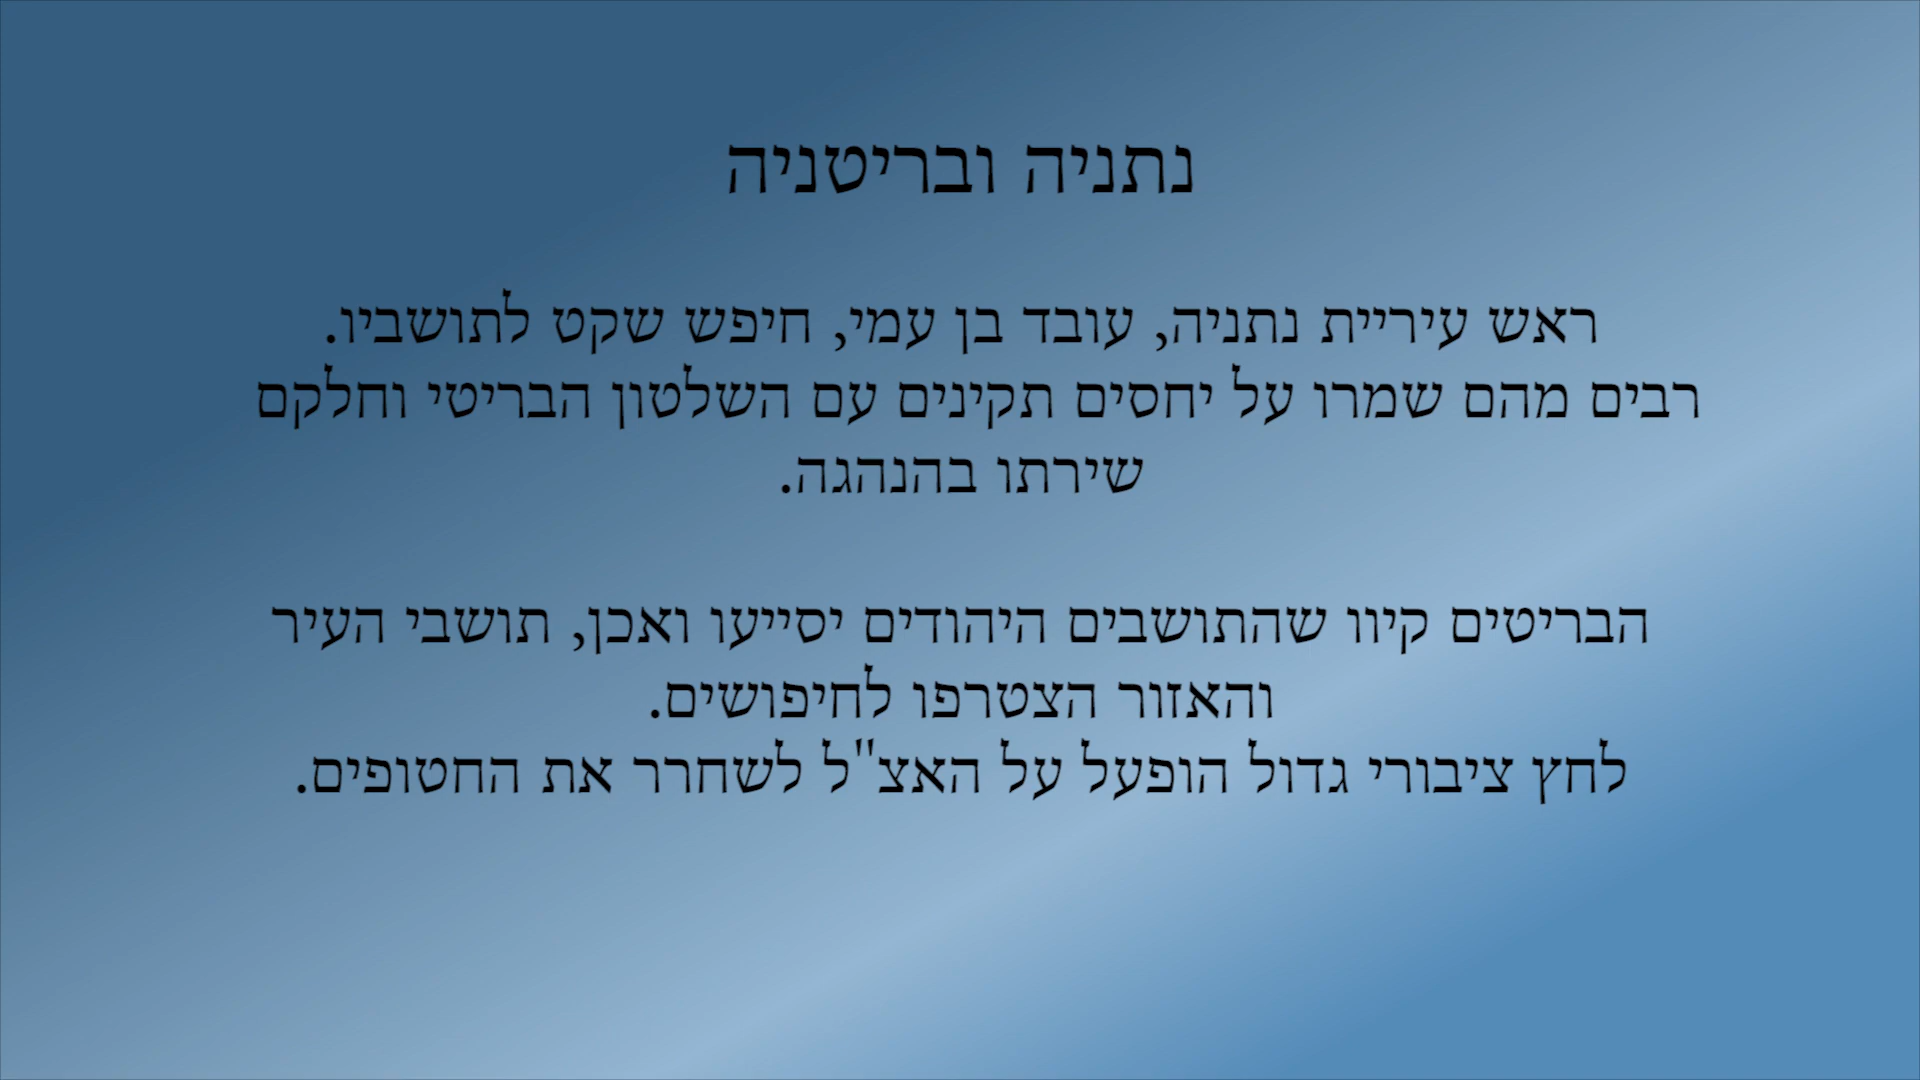 נתניה ובריטניה
ראש עיריית נתניה, עובד בן עמי, חיפש שקט לתושביו.
רבים מהם שמרו על יחסים תקינים עם השלטון הבריטי וחלקם
שירתו בהנהגה.
הבריטים קיוו שהתושבים היהודים יסייעו ואכן, תושבי העיר
והאזור הצטרפו לחיפושים.
לחץ ציבורי גדול הופעל על האצ"ל לשחרר את החטופים.